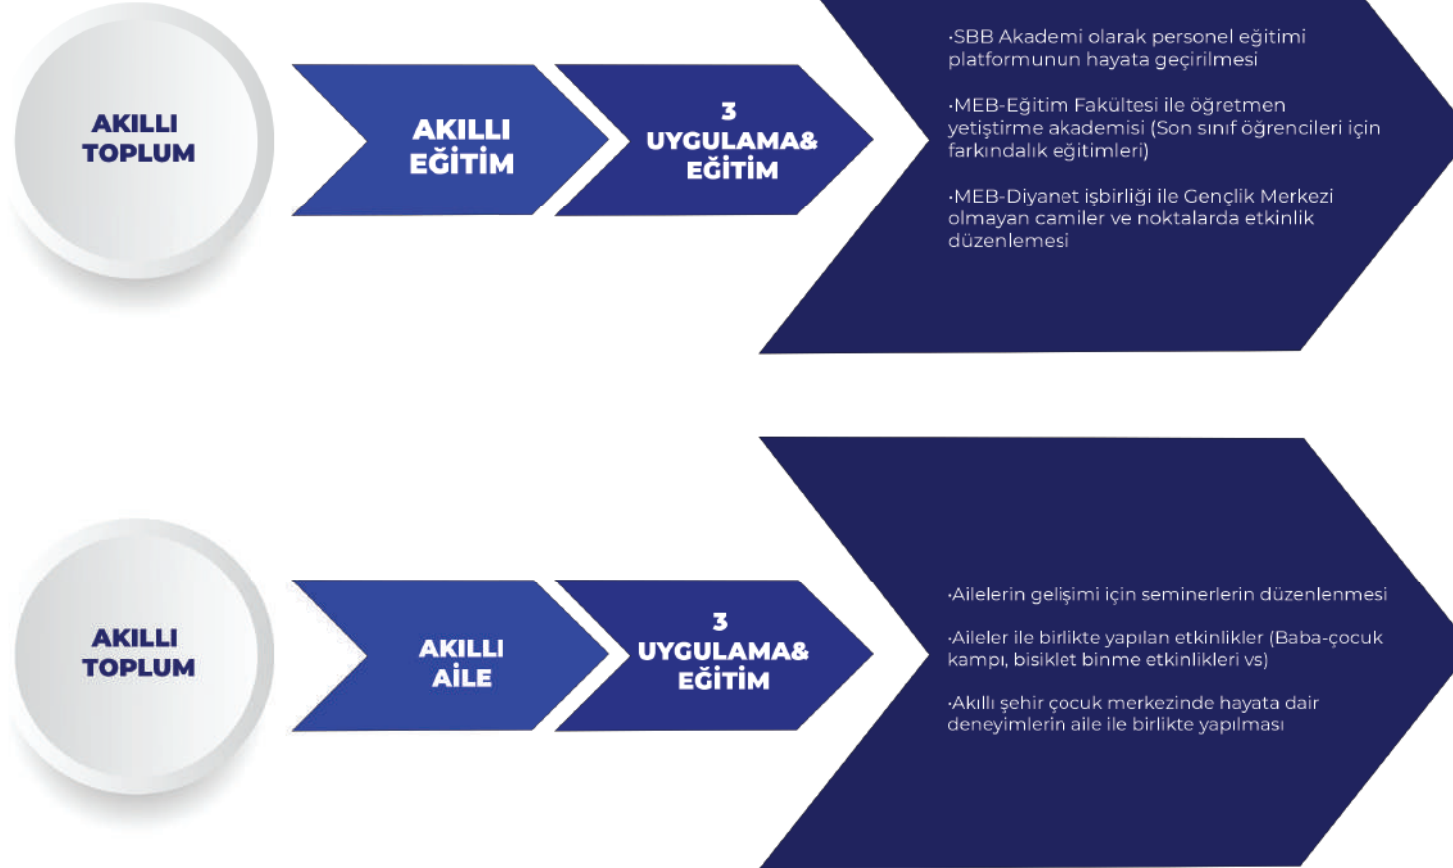 AKILLI
TOPLUM
AKILLI
EĞİTİM
3
UYGULAMA&
EĞİTİM
•SBB Akademi olarak personel eğitimi
platformunun hayata geçirilmesi
•MEB-Eğitim Fakültesi ile öğretmen
yetiştirme akademisi (Son sınıf öğrencileri için
farkındalık eğitimleri)
•MEB-Diyanet işbirliği ile Gençlik Merkezi
olmayan camiler ve noktalarda etkinlik
düzenlemesi
AKILLI
TOPLUM
AKILLI
AİLE
3
UYGULAMA&
EĞİTİM
•Ailelerin gelişimi için seminerlerin düzenlenmesi
•Aileler ile birlikte yapılan etkinlikler (Baba-çocuk
kampı, bisiklet binme etkinlikleri vs)
•Akıllı şehir çocuk merkezinde hayata dair
deneyimlerin aile ile birlikte yapılması